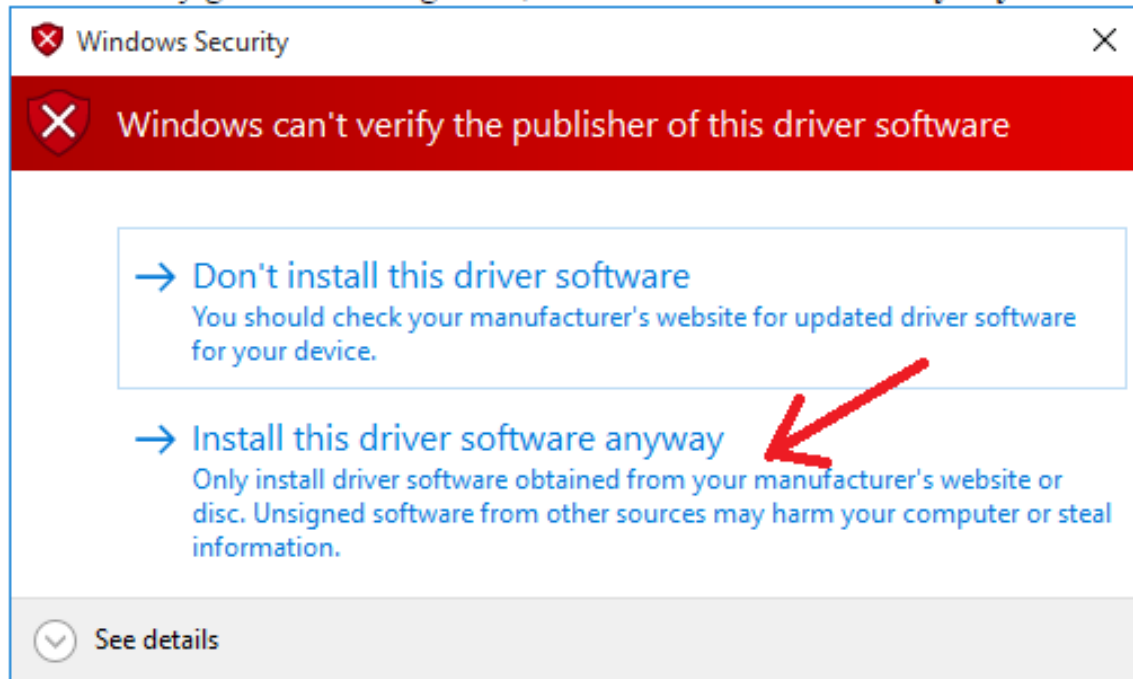 Windows Security
Windows can't verify the publisher of this driver software
Don't install this driver software
You should check your manufacturer's website for updated driver software
for your device.
Install this driver software anyway
Only install driver software obtained from your manufacturer's website or
disc. Unsigned software from other sources may harm your computer or steal
information.
See details